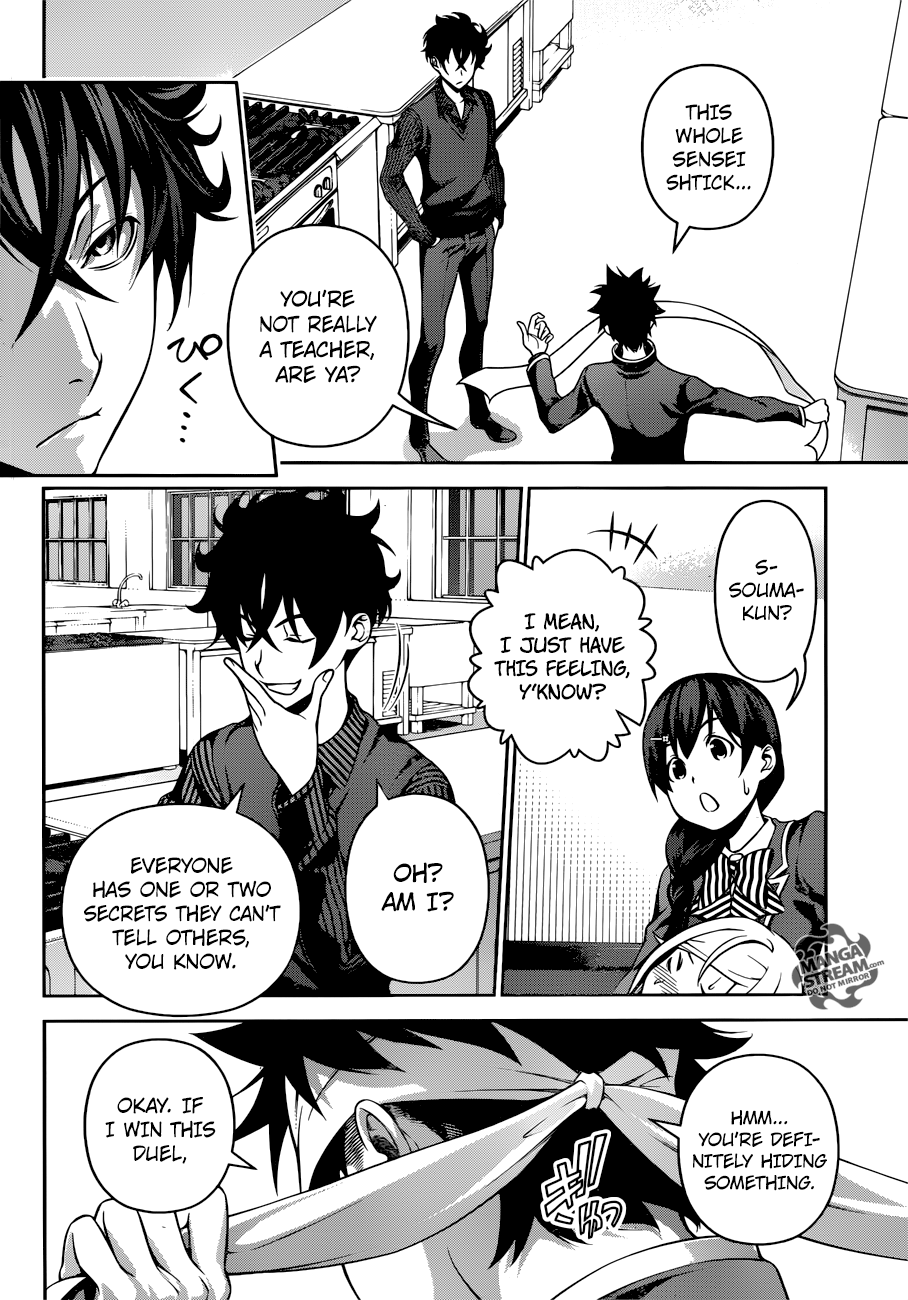 THIS
WHOLE
SENSEI
SHTICK...
YOU'RE
NOT REALLY
A TEACHER,
ARE YA?
ぴく…
S-
SOUMA-
KUN?
I MEAN,
I JUST HAVE
THIS FEELING,
Y'KNOW?
OH?
AM I?
EVERYONE
HAS ONE OR TWO
SECRETS THEY CAN'T
TELL OTHERS,
YOU KNOW.
MANGA
STREAM.com
DO NOT MIRROR
HMM...
YOU'RE DEFI-
NITELY HIDING
SOMETHING.
OKAY. IF
I WIN THIS
DUEL,